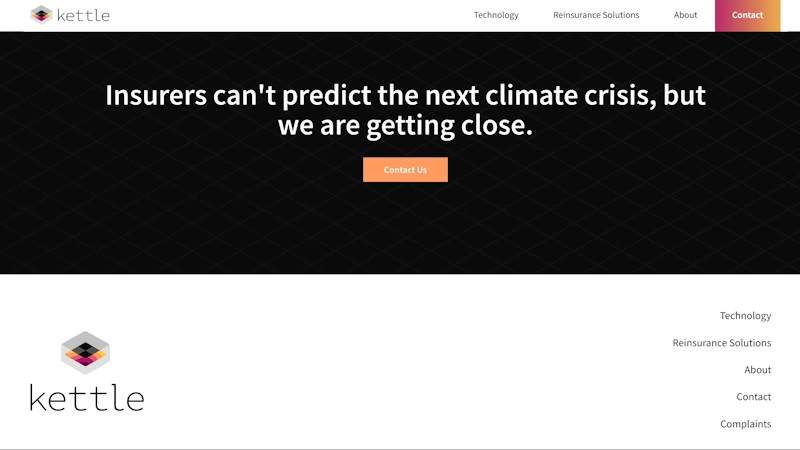 kettle
Technology
Reinsurance Solutions
About
Contact
Insurers can't predict the next climate crisis, but
we are getting close.
Contact Us
Technology
Reinsurance Solutions
About
Contact
Complaints
kettle